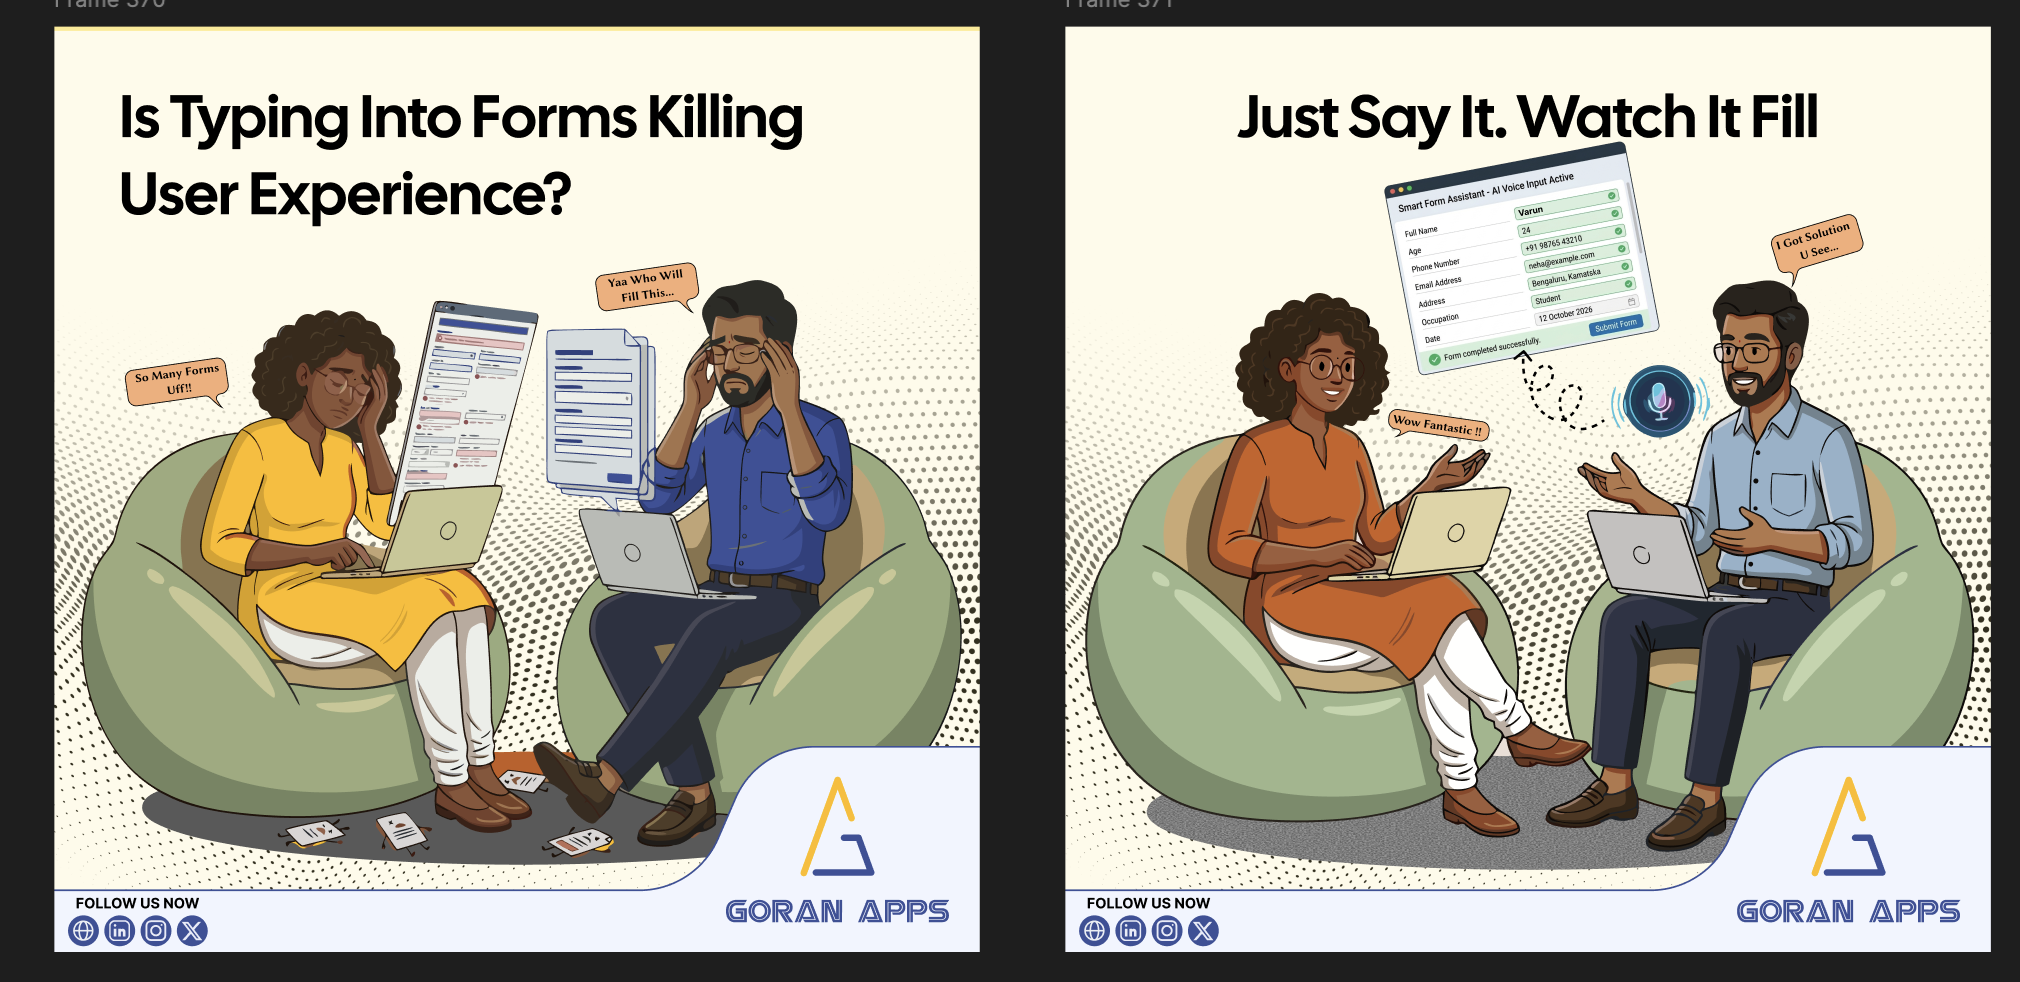 Is Typing Into Forms Killing
User Experience?
Yaa Who Will
Fill This...
So Many Forms
Uff!!
FOLLOW US NOW
GORAN APPS
Just Say It. Watch It Fill
Smart Form Assistant - AI Voice Input Active
Full Name Varun
Age 24
Phone Number +91 98765 43210
Email Address neha@example.com
Address Bengaluru, Karnatska
Occupation Student
Date 12 October 2026
Submit Form
Form completed successfully.
I Got Solution
U See...
Wow Fantastic !!
FOLLOW US NOW
GORAN APPS